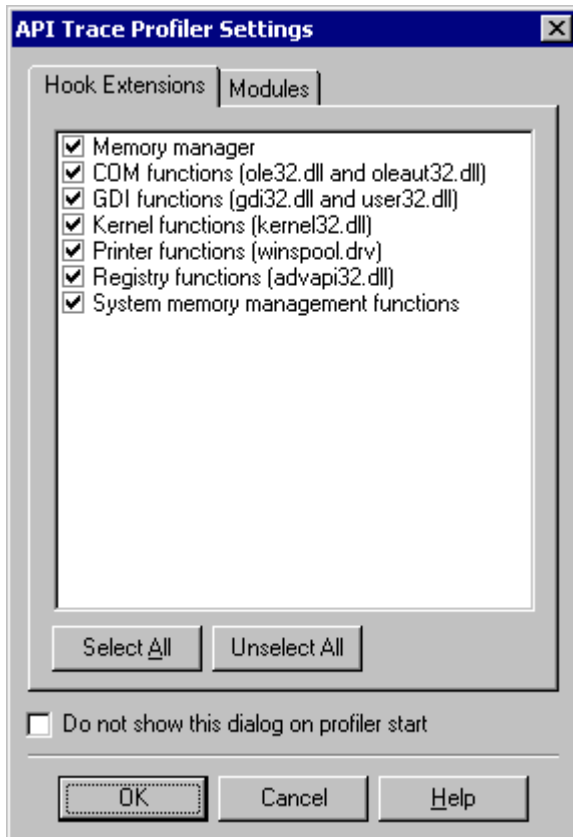 API Trace Profiler Settings
Hook Extensions Modules
Memory manager
COM functions (ole32.dll and oleaut32.dll)
GDI functions (gdi32.dll and user32.dll)
Kernel functions (kernel32.dll)
Printer functions (winspool.drv)
Registry functions (advapi32.dll)
System memory management functions
Select All Unselect All
Do not show this dialog on profiler start
OK Cancel Help